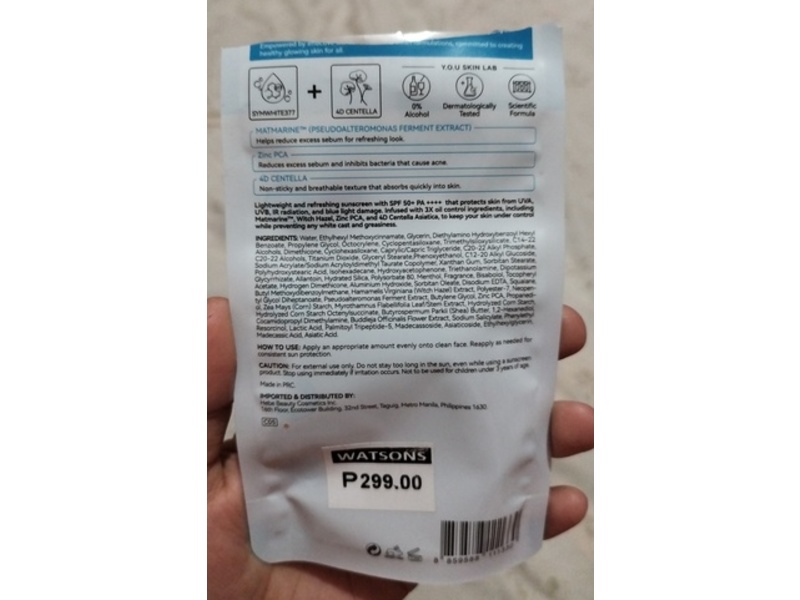 healthy glowing skin for all.
Y.O.U SKIN LAB
SYMWHITE377 + 4D CENTELLA
0% Alcohol
Dermatologically Tested
Scientific Formula
MATMARINE™ (PSEUDOALTEROMONAS FERMENT EXTRACT)
Helps reduce excess sebum for refreshing look.
Zinc PCA
Reduces excess sebum and inhibits bacteria that cause acne.
4D CENTELLA
Non-sticky and breathable texture that absorbs quickly into skin.
Lightweight and refreshing sunscreen with SPF 50+ PA ++++ that protects skin from UVA,
UVB, IR radiation, and blue light damage. Infused with 3X oil control ingredients, including
Matmarine™, Witch Hazel, Zinc PCA, and 4D Centella Asiatica, to keep your skin under control
while preventing any white cast and greasiness.
INGREDIENTS: Water, Ethylhexyl Methoxycinnamate, Glycerin, Diethylamino Hydroxybenzoyl Hexyl
Benzoate, Propylene Glycol, Octocrylene, Cyclopentasiloxane, Trimethylsiloxysilicate, C14-22
Alcohols, Dimethicone, Cyclohexasiloxane, Caprylic/Capric Triglyceride, C20-22 Alkyl Phosphate,
C20-22 Alcohols, Titanium Dioxide, Glyceryl Stearate, Phenoxyethanol, C12-20 Alkyl Glucoside,
Sodium Acrylate/Sodium Acryloyldimethyl Taurate Copolymer, Xanthan Gum, Sorbitan Stearate,
Polyhydroxystearic Acid, Isohexadecane, Hydroxyacetophenone, Triethanolamine, Dipotassium
Glycyrrhizate, Allantoin, Hydrated Silica, Polysorbate 80, Menthol, Fragrance, Bisabolol, Tocopheryl
Acetate, Hydrogen Dimethicone, Aluminum Hydroxide, Sorbitan Oleate, Disodium EDTA, Squalane,
Butyl Methoxydibenzoylmethane, Hamamelis Virginiana (Witch Hazel) Extract, Polyester-7, Neopen-
tyl Glycol Diheptanoate, Pseudoalteromonas Ferment Extract, Butylene Glycol, Zinc PCA, Propaned-
iol, Zea Mays (Corn) Starch, Myrothamnus Flabellifolia Leaf/Stem Extract, Hydrolyzed Corn Starch,
Hydrolyzed Corn Starch Octenylsuccinate, Butyrospermum Parkii (Shea) Butter, 1,2-Hexanediol,
Cocamidopropyl Dimethylamine, Buddleja Officinalis Flower Extract, Sodium Salicylate, Phenylethyl
Resorcinol, Lactic Acid, Palmitoyl Tripeptide-5, Madecassoside, Asiaticoside, Ethylhexylglycerin,
Madecassic Acid, Asiatic Acid.
HOW TO USE: Apply an appropriate amount evenly onto clean face. Reapply as needed for
consistent sun protection.
CAUTION: For external use only. Do not stay too long in the sun, even while using a sunscreen
product. Stop using immediately if irritation occurs. Not to be used for children under 3 years of age.
Made in PRC.
IMPORTED & DISTRIBUTED BY:
Hebe Beauty Cosmetics Inc.
Floor, Ecotower Building, 32nd Street, Taguig, Metro Manila, Philippines 1630.
WATSONS
₱299.00